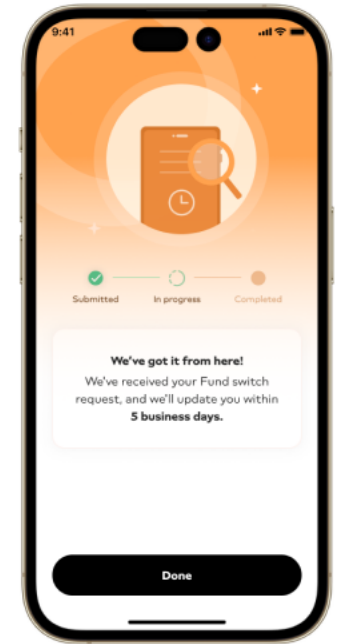 9:41
Submitted In progress Completed
We've got it from here!
We've received your Fund switch
request, and we'll update you within
5 business days.
Done